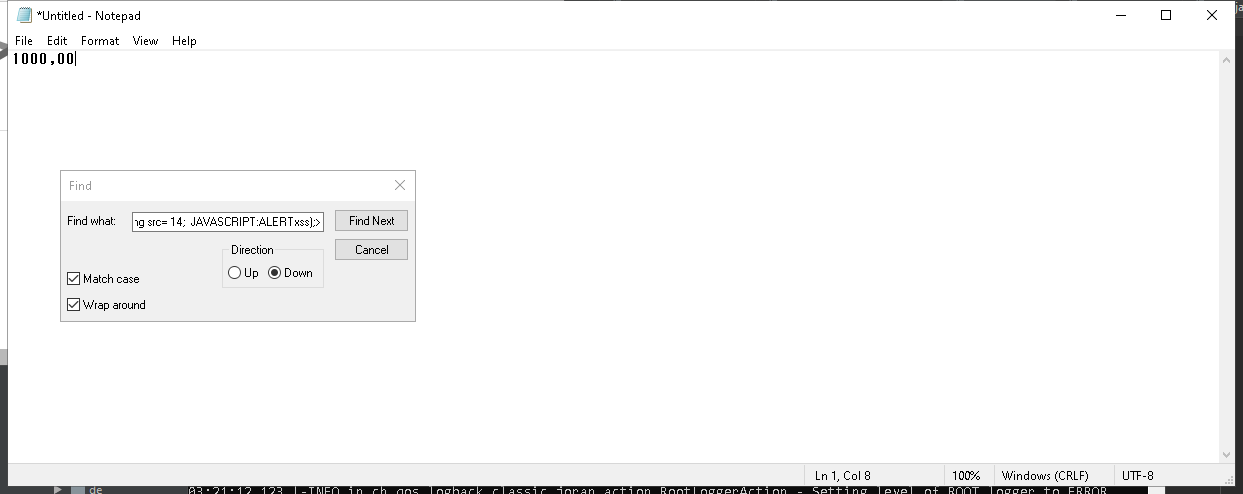 *Untitled - Notepad
File Edit Format View Help
1000,00
Find
Find what: ng src= 14; JAVASCRIPT:ALERTxss);> Find Next
Direction Cancel
Up Down
Match case
Wrap around
Ln 1, Col 8 100% Windows (CRLF) UTF-8
de 03:21:12,123 |-INFO in ch.qos.logback.classic.joran.action.RootLoggerAction - Setting level of ROOT logger to ERROR